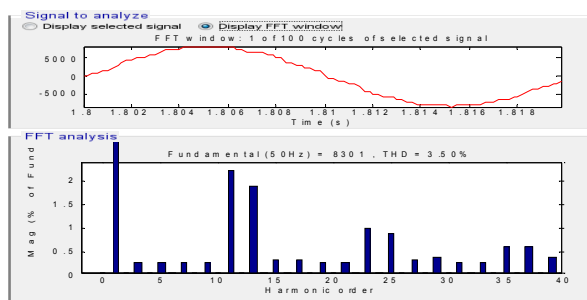 Signal to analyze
Display selected signal Display FFT window
FFT window: 1 of 100 cycles of selected signal
5000
0
-5000
1.8 1.802 1.804 1.806 1.808 1.81 1.812 1.814 1.816 1.818
Time (s)
FFT analysis
Fundamental (50Hz) = 8301 , THD= 3.50%
Mag (% of Fund
2
1.5
1
0.5
0
0 5 10 15 20 25 30 35 40
Harmonic order